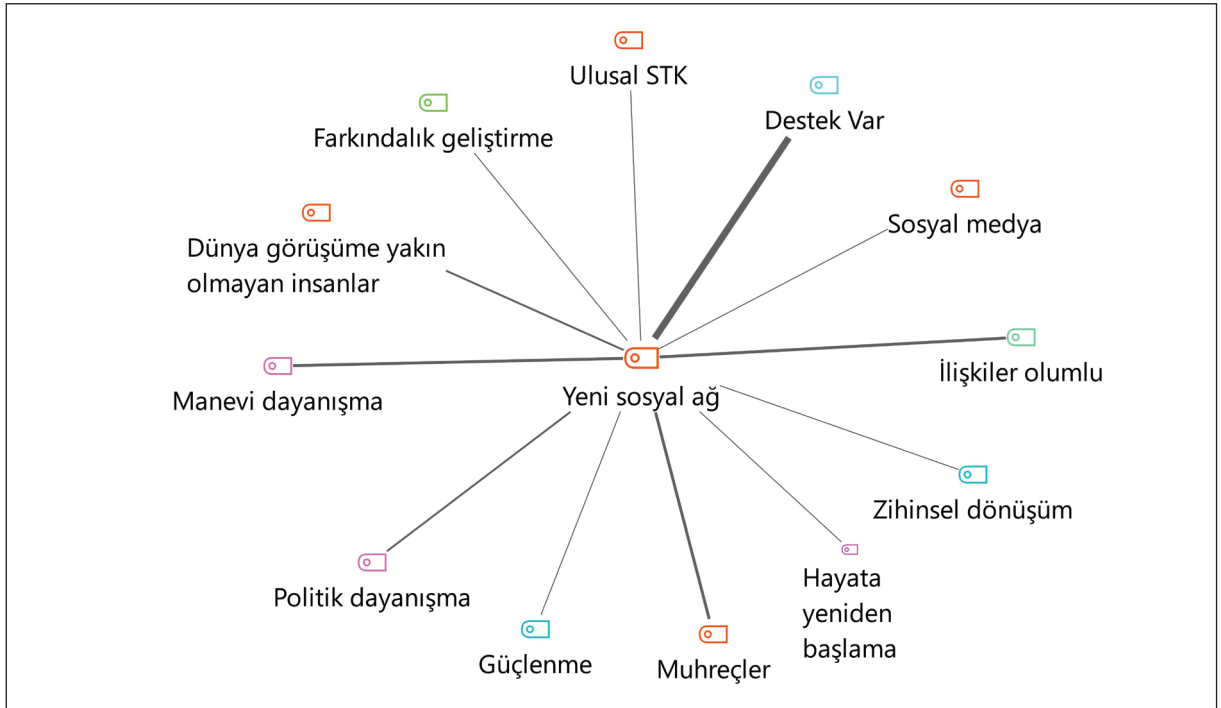 Ulusal STK
Destek Var
Farkındalık geliştirme
Sosyal medya
Dünya görüşüme yakın
olmayan insanlar
İlişkiler olumlu
Manevi dayanışma
Yeni sosyal ağ
Zihinsel dönüşüm
Hayata
yeniden
başlama
Politik dayanışma
Güçlenme
Muhreçler